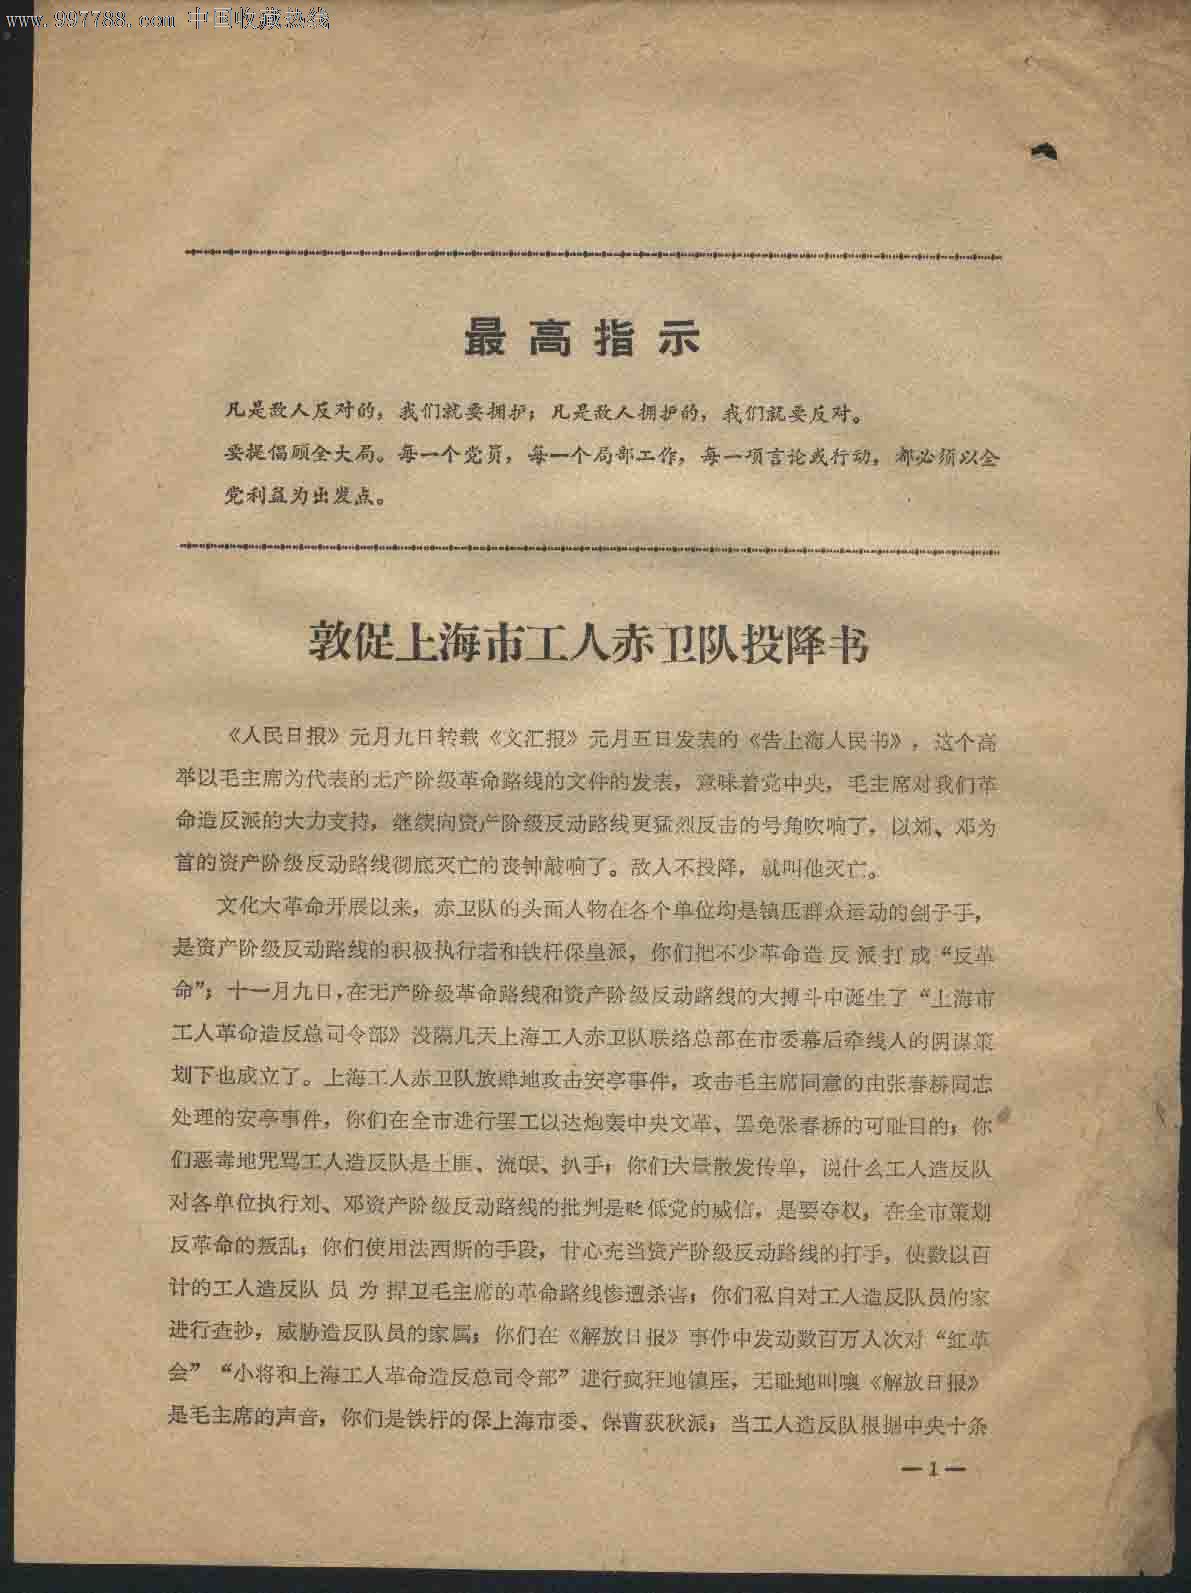 www.997788.com 中国收藏热线
最高指示
凡是敌人反对的，我们就要拥护；凡是敌人拥护的，我们就要反对。
要提倡顾全大局。每一个党员，每一个局部工作，每一项言论或行动，都必须以全
党利益为出发点。
敦促上海市工人赤卫队投降书
《人民日报》元月九日转载《文汇报》元月五日发表的《告上海人民书》，这个高
举以毛主席为代表的无产阶级革命路线的文件的发表，意味着党中央，毛主席对我们革
命造反派的大力支持，继续向资产阶级反动路线更猛烈反击的号角吹响了，以刘、邓为
首的资产阶级反动路线彻底灭亡的丧钟敲响了。敌人不投降，就叫他灭亡。
文化大革命开展以来，赤卫队的头面人物在各个单位均是镇压群众运动的刽子手，
是资产阶级反动路线的积极执行者和铁杆保皇派，你们把不少革命造反派打成“反革
命”；十一月九日，在无产阶级革命路线和资产阶级反动路线的大搏斗中诞生了“上海市
工人革命造反总司令部》没隔几天上海工人赤卫队联络总部在市委幕后牵线人的阴谋策
划下也成立了。上海工人赤卫队放肆地攻击安亭事件，攻击毛主席同意的由张春桥同志
处理的安亭事件，你们在全市进行罢工以达炮轰中央文革、罢免张春桥的可耻目的；你
们恶毒地咒骂工人造反队是土匪、流氓、扒手；你们大量散发传单，说什么工人造反队
对各单位执行刘、邓资产阶级反动路线的批判是贬低党的威信，是要夺权，在全市策划
反革命的叛乱；你们使用法西斯的手段，甘心充当资产阶级反动路线的打手，使数以百
计的工人造反队员为捍卫毛主席的革命路线惨遭杀害；你们私自对工人造反队员的家
进行查抄，威胁造反队员的家属；你们在《解放日报》事件中发动数百万人次对“红革
会”“小将和上海工人革命造反总司令部”进行疯狂地镇压，无耻地叫嚷《解放日报》
是毛主席的声音，你们是铁杆的保上海市委、保曹荻秋派；当工人造反队根据中央十条
—1—